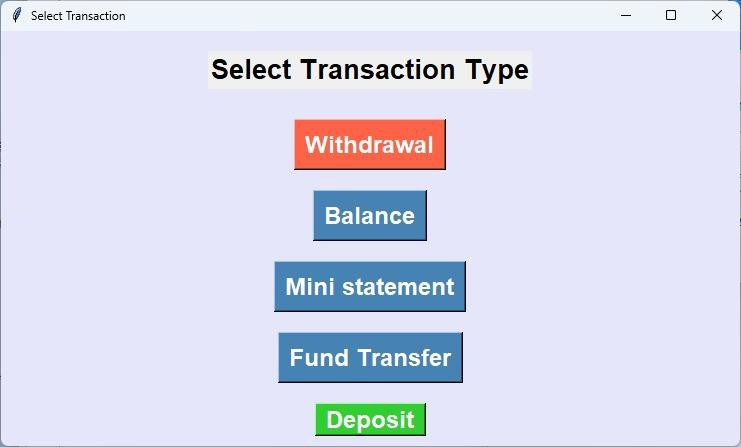 Select Transaction
Select Transaction Type
Withdrawal
Balance
Mini statement
Fund Transfer
Deposit